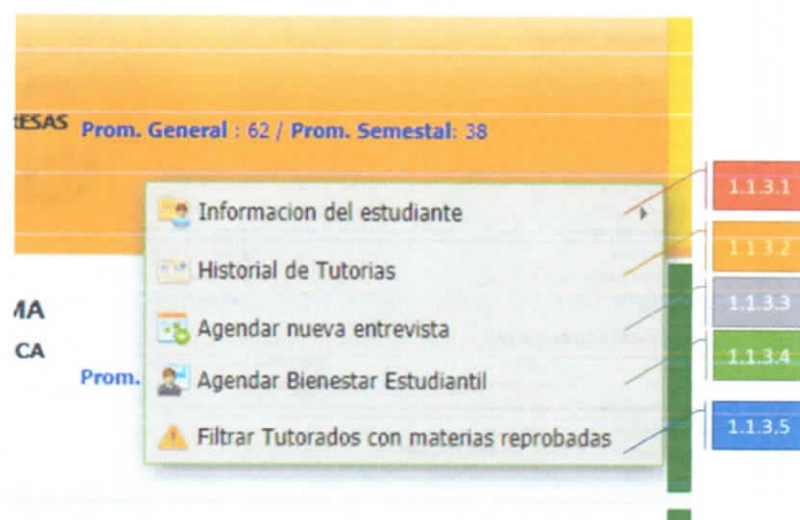 ESAS Prom. General : 62 / Prom. Semestal: 38
Informacion del estudiante
1.1.3.1
Historial de Tutorias
1.1.3.2
MA
Agendar nueva entrevista
1.1.3.3
CA
Prom.
Agendar Bienestar Estudiantil
1.1.3.4
Filtrar Tutorados con materias reprobadas
1.1.3.5